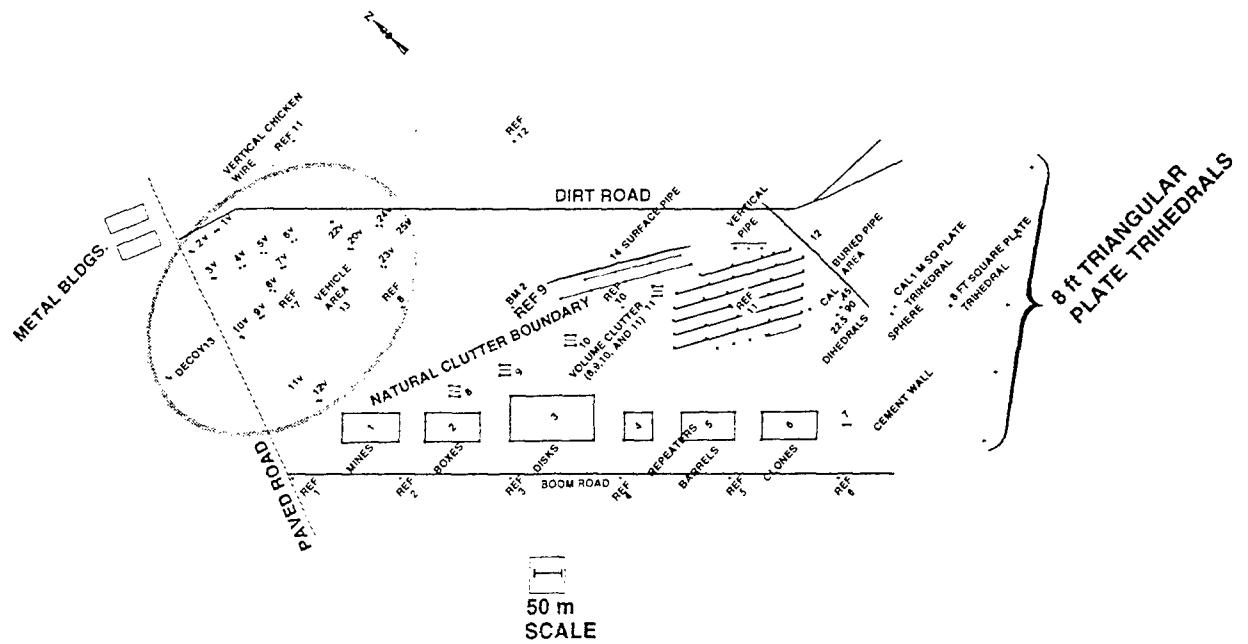 Z
VERTICAL CHICKEN
WIRE
REF 11
REF
12
DIRT ROAD
METAL BLDGS.
2V
1V
3V
4V
5V
6V
7V
8V
9V
10V
REF
7
VEHICLE
AREA
13
22V
20V
24V
25V
23V
REF
8
DECOY13
11V
12V
PAVED ROAD
NATURAL CLUTTER BOUNDARY
BM 2
REF 9
14 SURFACE PIPE
REF
10
VOLUME CLUTTER
(8,9,10, AND 11)
11
10
9
8
VERTICAL
PIPE
REF
11
12
BURIED PIPE
AREA
CAL
45
22.5 90
DIHEDRALS
CAL 1 M SQ PLATE
TRIHEDRAL
SPHERE
8 FT SQUARE PLATE
TRIHEDRAL
8 ft TRIANGULAR
PLATE TRIHEDRALS
1
2
3
4
5
6
7
CEMENT WALL
MINES
BOXES
DISKS
REPEATERS
BARRELS
CLONES
REF
1
REF
2
REF
3
BOOM ROAD
REF
4
REF
5
REF
6
50 m
SCALE